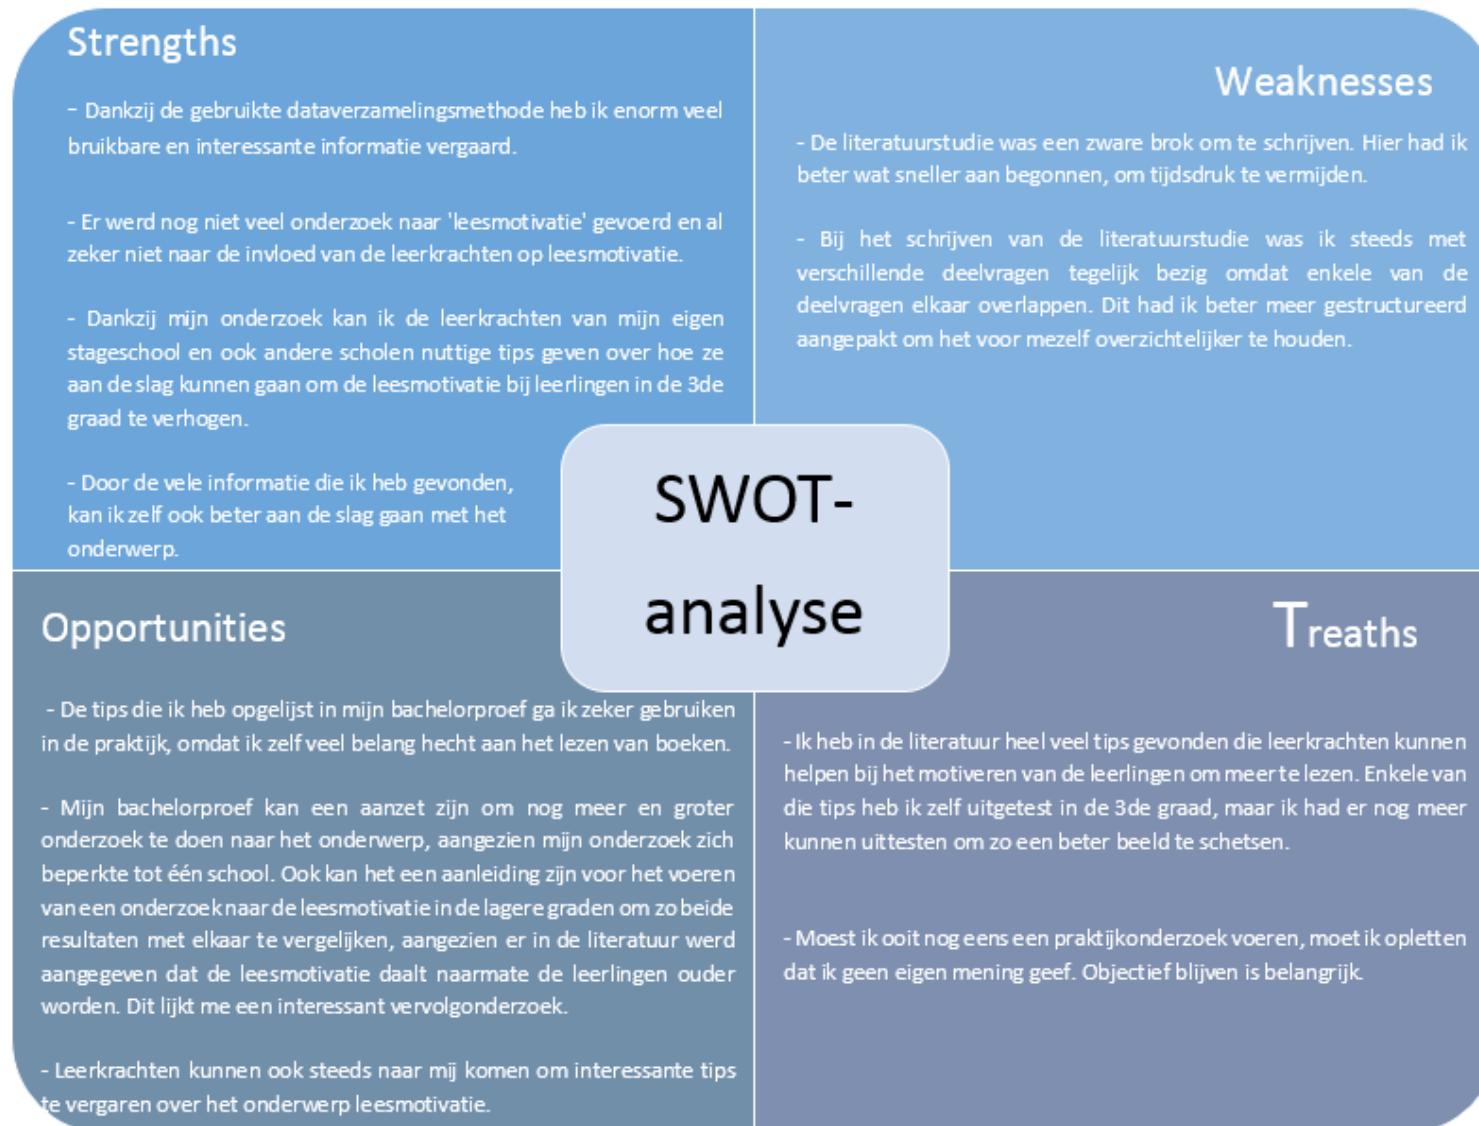 Strengths
- Dankzij de gebruikte dataverzamelingsmethode heb ik enorm veel
bruikbare en interessante informatie vergaard.
- Er werd nog niet veel onderzoek naar 'leesmotivatie' gevoerd en al
zeker niet naar de invloed van de leerkrachten op leesmotivatie.
- Dankzij mijn onderzoek kan ik de leerkrachten van mijn eigen
stageschool en ook andere scholen nuttige tips geven over hoe ze
aan de slag kunnen gaan om de leesmotivatie bij leerlingen in de 3de
graad te verhogen.
- Door de vele informatie die ik heb gevonden,
kan ik zelf ook beter aan de slag gaan met het
onderwerp.
Weaknesses
- De literatuurstudie was een zware brok om te schrijven. Hier had ik
beter wat sneller aan begonnen, om tijdsdruk te vermijden.
- Bij het schrijven van de literatuurstudie was ik steeds met
verschillende deelvragen tegelijk bezig omdat enkele van de
deelvragen elkaar overlappen. Dit had ik beter meer gestructureerd
aangepakt om het voor mezelf overzichtelijker te houden.
SWOT-
analyse
Opportunities
- De tips die ik heb opgelijst in mijn bachelorproef ga ik zeker gebruiken
in de praktijk, omdat ik zelf veel belang hecht aan het lezen van boeken.
- Mijn bachelorproef kan een aanzet zijn om nog meer en groter
onderzoek te doen naar het onderwerp, aangezien mijn onderzoek zich
beperkte tot één school. Ook kan het een aanleiding zijn voor het voeren
van een onderzoek naar de leesmotivatie in de lagere graden om zo beide
resultaten met elkaar te vergelijken, aangezien er in de literatuur werd
aangegeven dat de leesmotivatie daalt naarmate de leerlingen ouder
worden. Dit lijkt me een interessant vervolgonderzoek.
- Leerkrachten kunnen ook steeds naar mij komen om interessante tips
te vergaren over het onderwerp leesmotivatie.
Treaths
- Ik heb in de literatuur heel veel tips gevonden die leerkrachten kunnen
helpen bij het motiveren van de leerlingen om meer te lezen. Enkele van
die tips heb ik zelf uitgetest in de 3de graad, maar ik had er nog meer
kunnen uittesten om zo een beter beeld te schetsen.
- Moest ik ooit nog eens een praktijkonderzoek voeren, moet ik opletten
dat ik geen eigen mening geef. Objectief blijven is belangrijk.